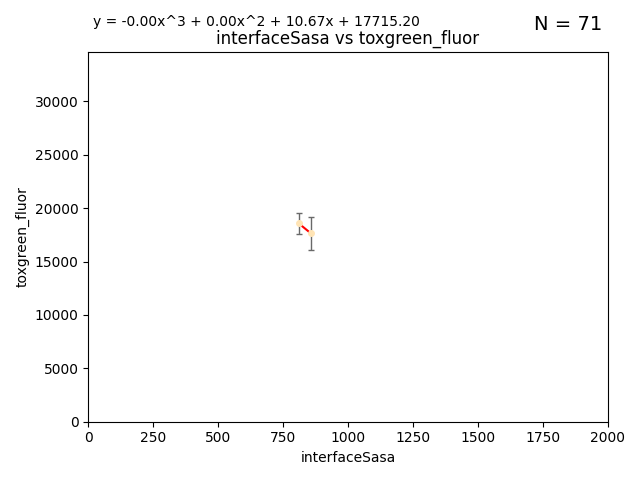 y = -0.00x^3 + 0.00x^2 + 10.67x + 17715.20
N = 71
interfaceSasa vs toxgreen_fluor
30000
25000
20000
15000
10000
5000
0
toxgreen_fluor
0 250 500 750 1000 1250 1500 1750 2000
interfaceSasa